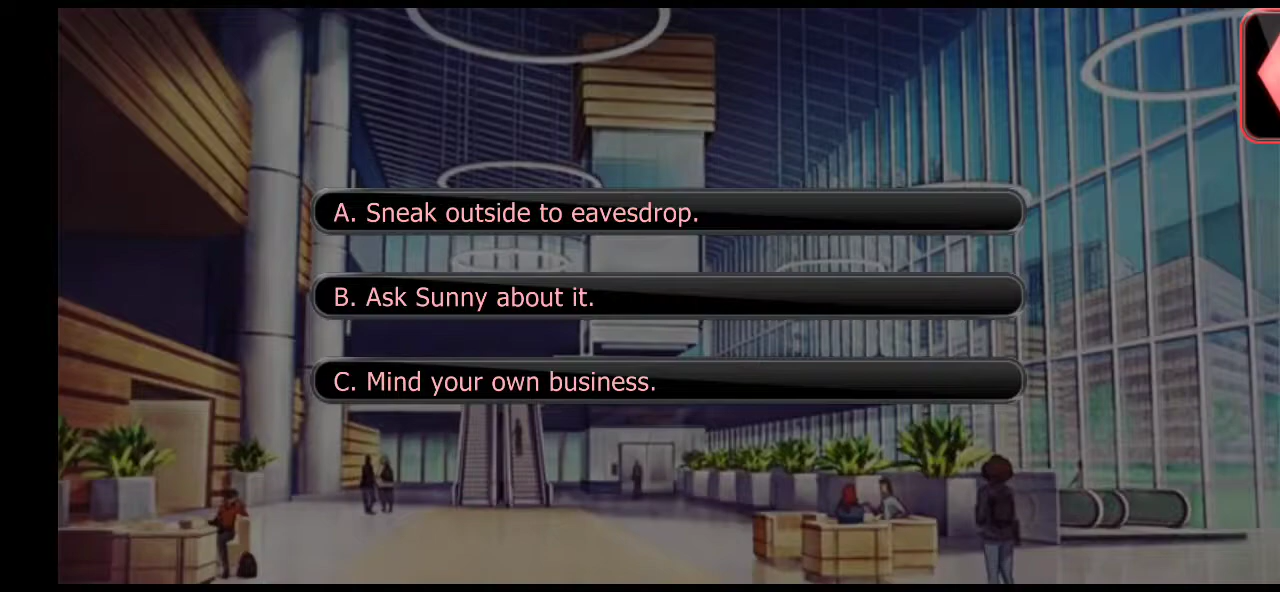 A. Sneak outside to eavesdrop.
B. Ask Sunny about it.
C. Mind your own business.